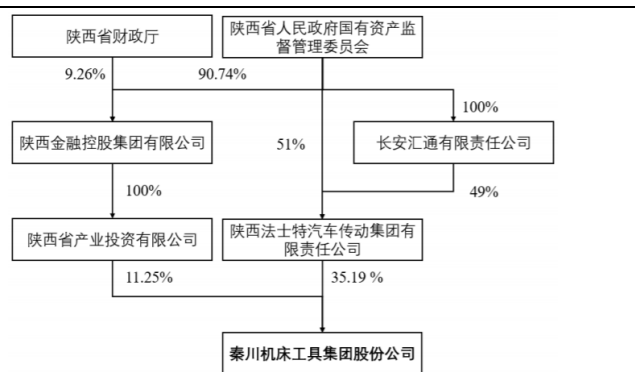 陕西省财政厅
陕西省人民政府国有资产监
督管理委员会
9.26%
90.74%
100%
陕西金融控股集团有限公司
51%
长安汇通有限责任公司
100%
49%
陕西省产业投资有限公司
陕西法士特汽车传动集团有
限责任公司
11.25%
35.19 %
秦川机床工具集团股份公司